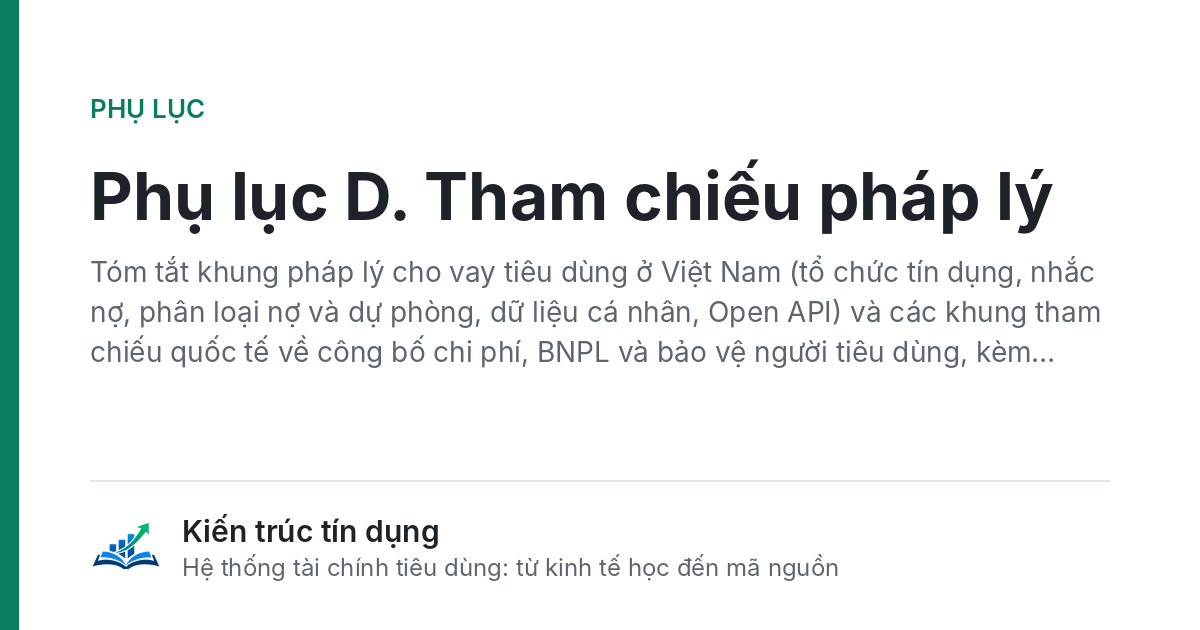 PHỤ LỤC
Phụ lục D. Tham chiếu pháp lý
Tóm tắt khung pháp lý cho vay tiêu dùng ở Việt Nam (tổ chức tín dụng, nhắc
nợ, phân loại nợ và dự phòng, dữ liệu cá nhân, Open API) và các khung tham
chiếu quốc tế về công bố chi phí, BNPL và bảo vệ người tiêu dùng, kèm...
Kiến trúc tín dụng
Hệ thống tài chính tiêu dùng: từ kinh tế học đến mã nguồn